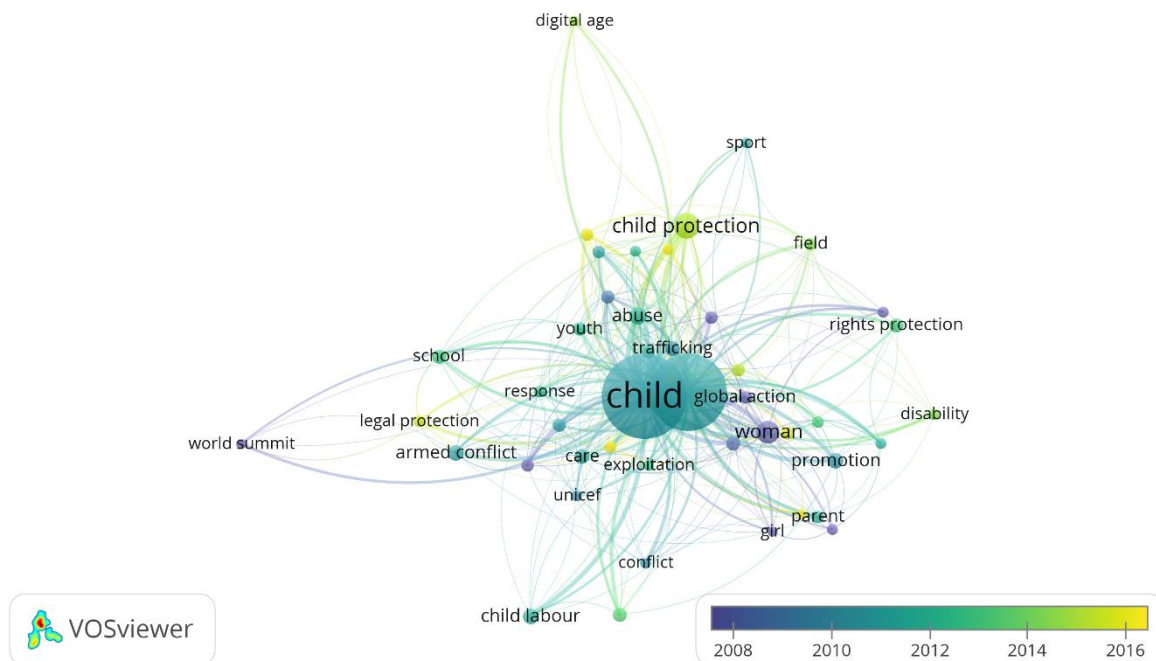 digital age
sport
child protection
field
abuse
youth
rights protection
trafficking
school
response
child
global action
legal protection
disability
world summit
woman
armed conflict
care
exploitation
promotion
unicef
parent
girl
conflict
child labour
VOSviewer
2008
2010
2012
2014
2016